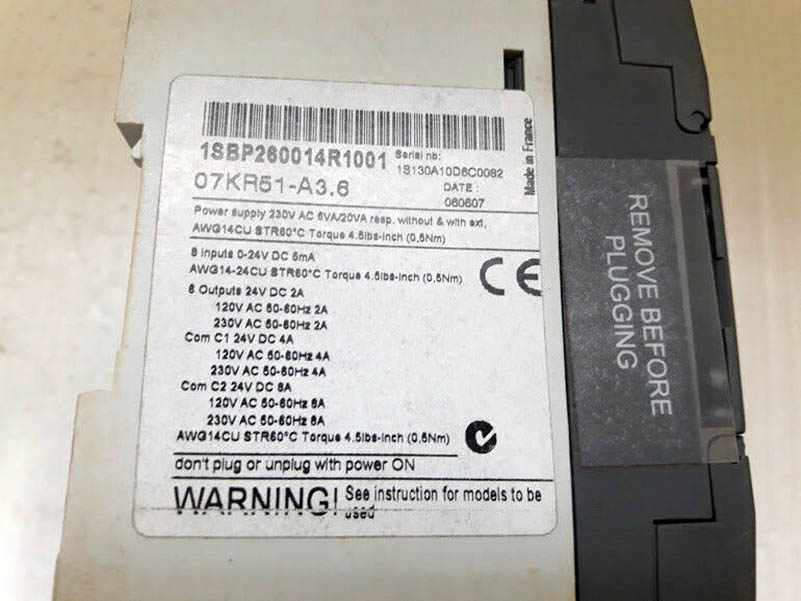 1SBP260014R1001
Serial nb:
1S130A10D6C0082
07KR51-A3.6
DATE :
060607
Made in France
Power supply 230V AC 6VA/20VA resp. without & with ext.
AWG14CU STR60°C Torque 4.5lbs-inch (0,5Nm)
8 inputs 0-24V DC 5mA
AWG14-24CU STR60°C Torque 4.5lbs-inch (0,5Nm)
CE
6 Outputs 24V DC 2A
120V AC 50-60Hz 2A
230V AC 50-60Hz 2A
Com C1 24V DC 4A
120V AC 50-60Hz 4A
230V AC 50-60Hz 4A
Com C2 24V DC 6A
120V AC 50-60Hz 6A
230V AC 50-60Hz 6A
AWG14CU STR60°C Torque 4.5lbs-inch (0,5Nm)
don't plug or unplug with power ON
WARNING! See instruction for models to be
used
REMOVE BEFORE
PLUGGING